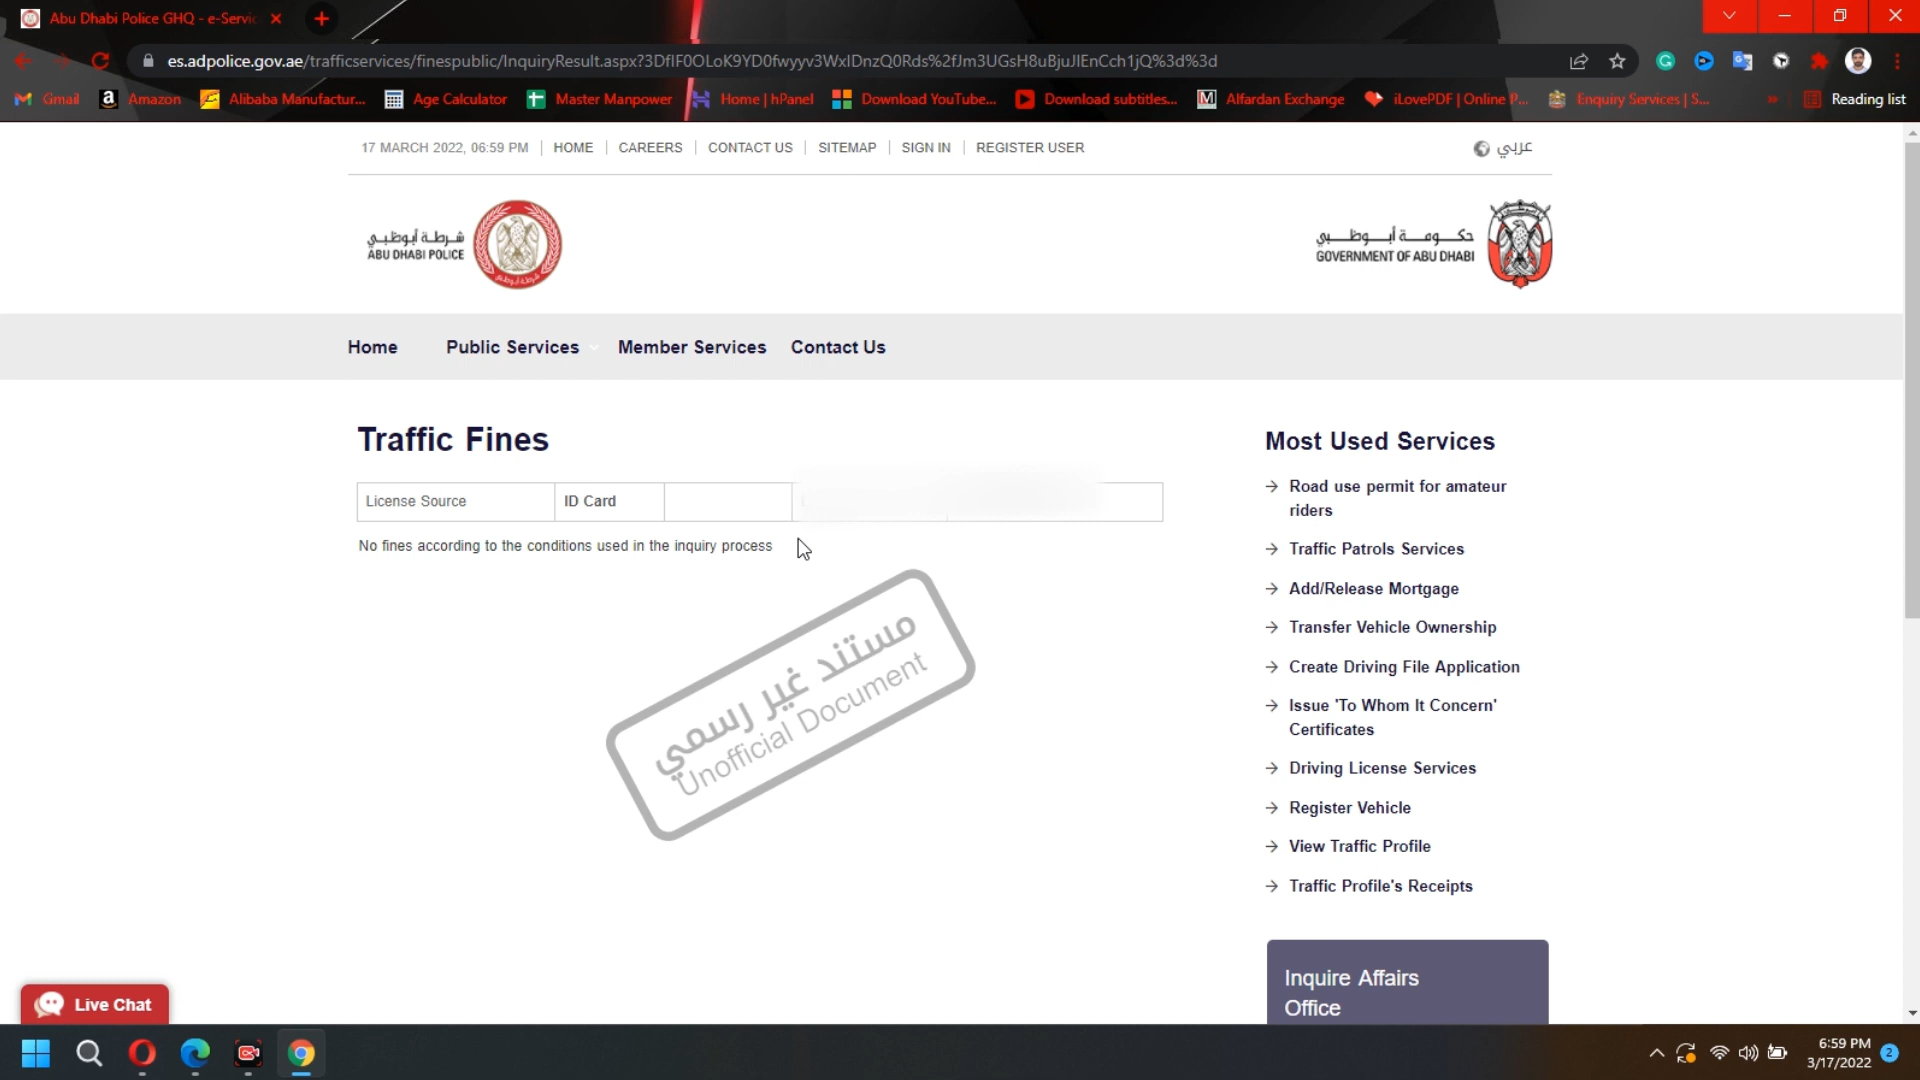 Abu Dhabi Police GHQ - e-Servic
es.adpolice.gov.ae/trafficservices/finespublic/InquiryResult.aspx?3DfIF0OLoK9YD0fwyyv3WxIDnzQ0Rds%2fJm3UGsH8uBjuJIEnCch1jQ%3d%3d
Gmail Amazon Alibaba Manufactur... Age Calculator Master Manpower Home | hPanel Download YouTube... Download subtitles... Alfardan Exchange iLovePDF | Online P... Enquiry Services | S... Reading list
17 MARCH 2022, 06:59 PM HOME CAREERS CONTACT US SITEMAP SIGN IN REGISTER USER عربي
شرطة أبوظبي
ABU DHABI POLICE
حكومة أبوظبي
GOVERNMENT OF ABU DHABI
Home Public Services Member Services Contact Us
Traffic Fines
License Source ID Card
No fines according to the conditions used in the inquiry process
مستند غير رسمي
Unofficial Document
Most Used Services
Road use permit for amateur
riders
Traffic Patrols Services
Add/Release Mortgage
Transfer Vehicle Ownership
Create Driving File Application
Issue 'To Whom It Concern'
Certificates
Driving License Services
Register Vehicle
View Traffic Profile
Traffic Profile's Receipts
Inquire Affairs
Office
Live Chat
6:59 PM
3/17/2022
2